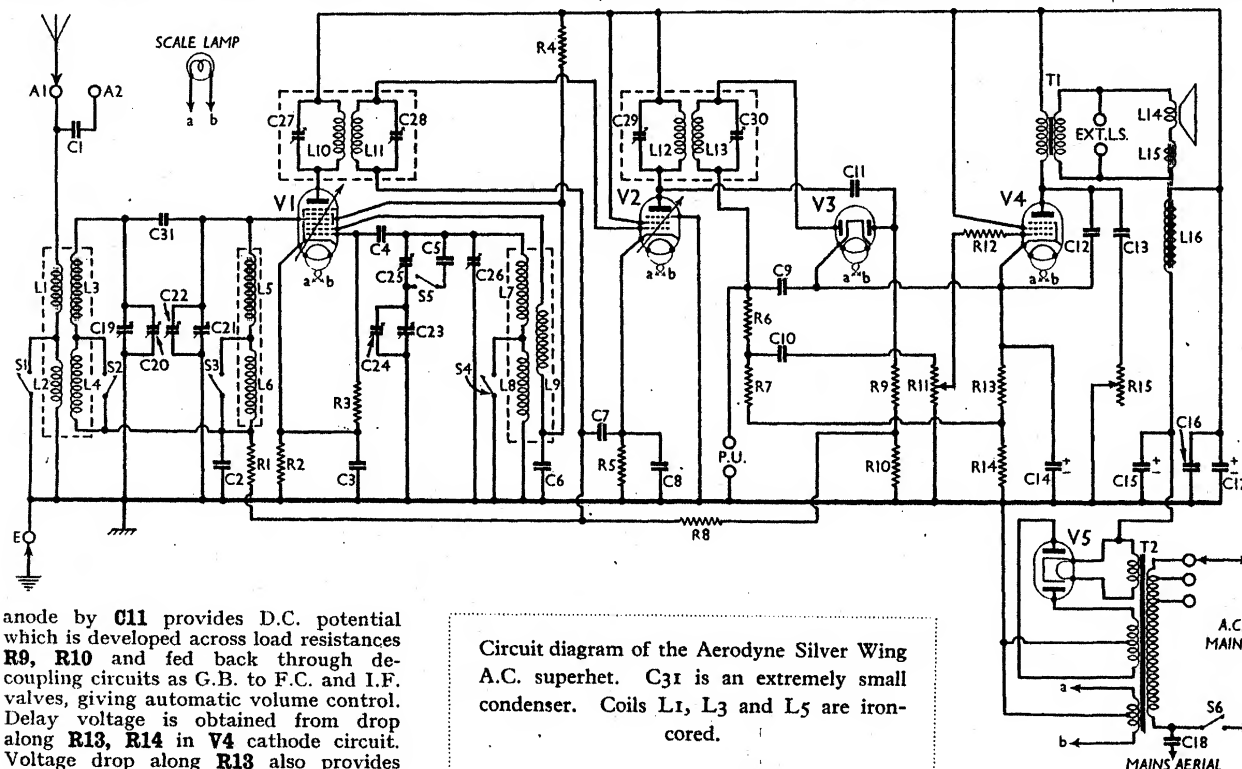 SCALE LAMP
a b
A1 A2
C1
R4
T1
C27 C28
L10 L11
C29 C30
L12 L13
EXT.L.S.
L14
L15
V1
V2
V3
V4
C11
C31
C4 C5
C25
S5
C26
a b
a b
a b
a b
R12
C12 C13
L16
L1 L3
L5
L7
C9
C22
C19 C21
C20
C23
C24
R6
C10
S1 L2 L4 S2
S3
L6
S4 L8 L9
R3
R7
R9 R11 R13
R15
C7
C16
P.U.
C2 R1 R2
C3
C6
R5 C8
R10
R14
C14 + -
C15 + -
+ -
E
R8
V5
T2
A.C.
a
b
S6
C18
MAINS AERIAL
anode by C11 provides D.C. potential
which is developed across load resistances
R9, R10 and fed back through de-
coupling circuits as G.B. to F.C. and I.F.
valves, giving automatic volume control.
Delay voltage is obtained from drop
along R13, R14 in V4 cathode circuit.
Voltage drop along R13 also provides
Circuit diagram of the Aerodyne Silver Wing
A.C. superhet. C31 is an extremely small
condenser. Coils L1, L3 and L5 are iron-
cored.